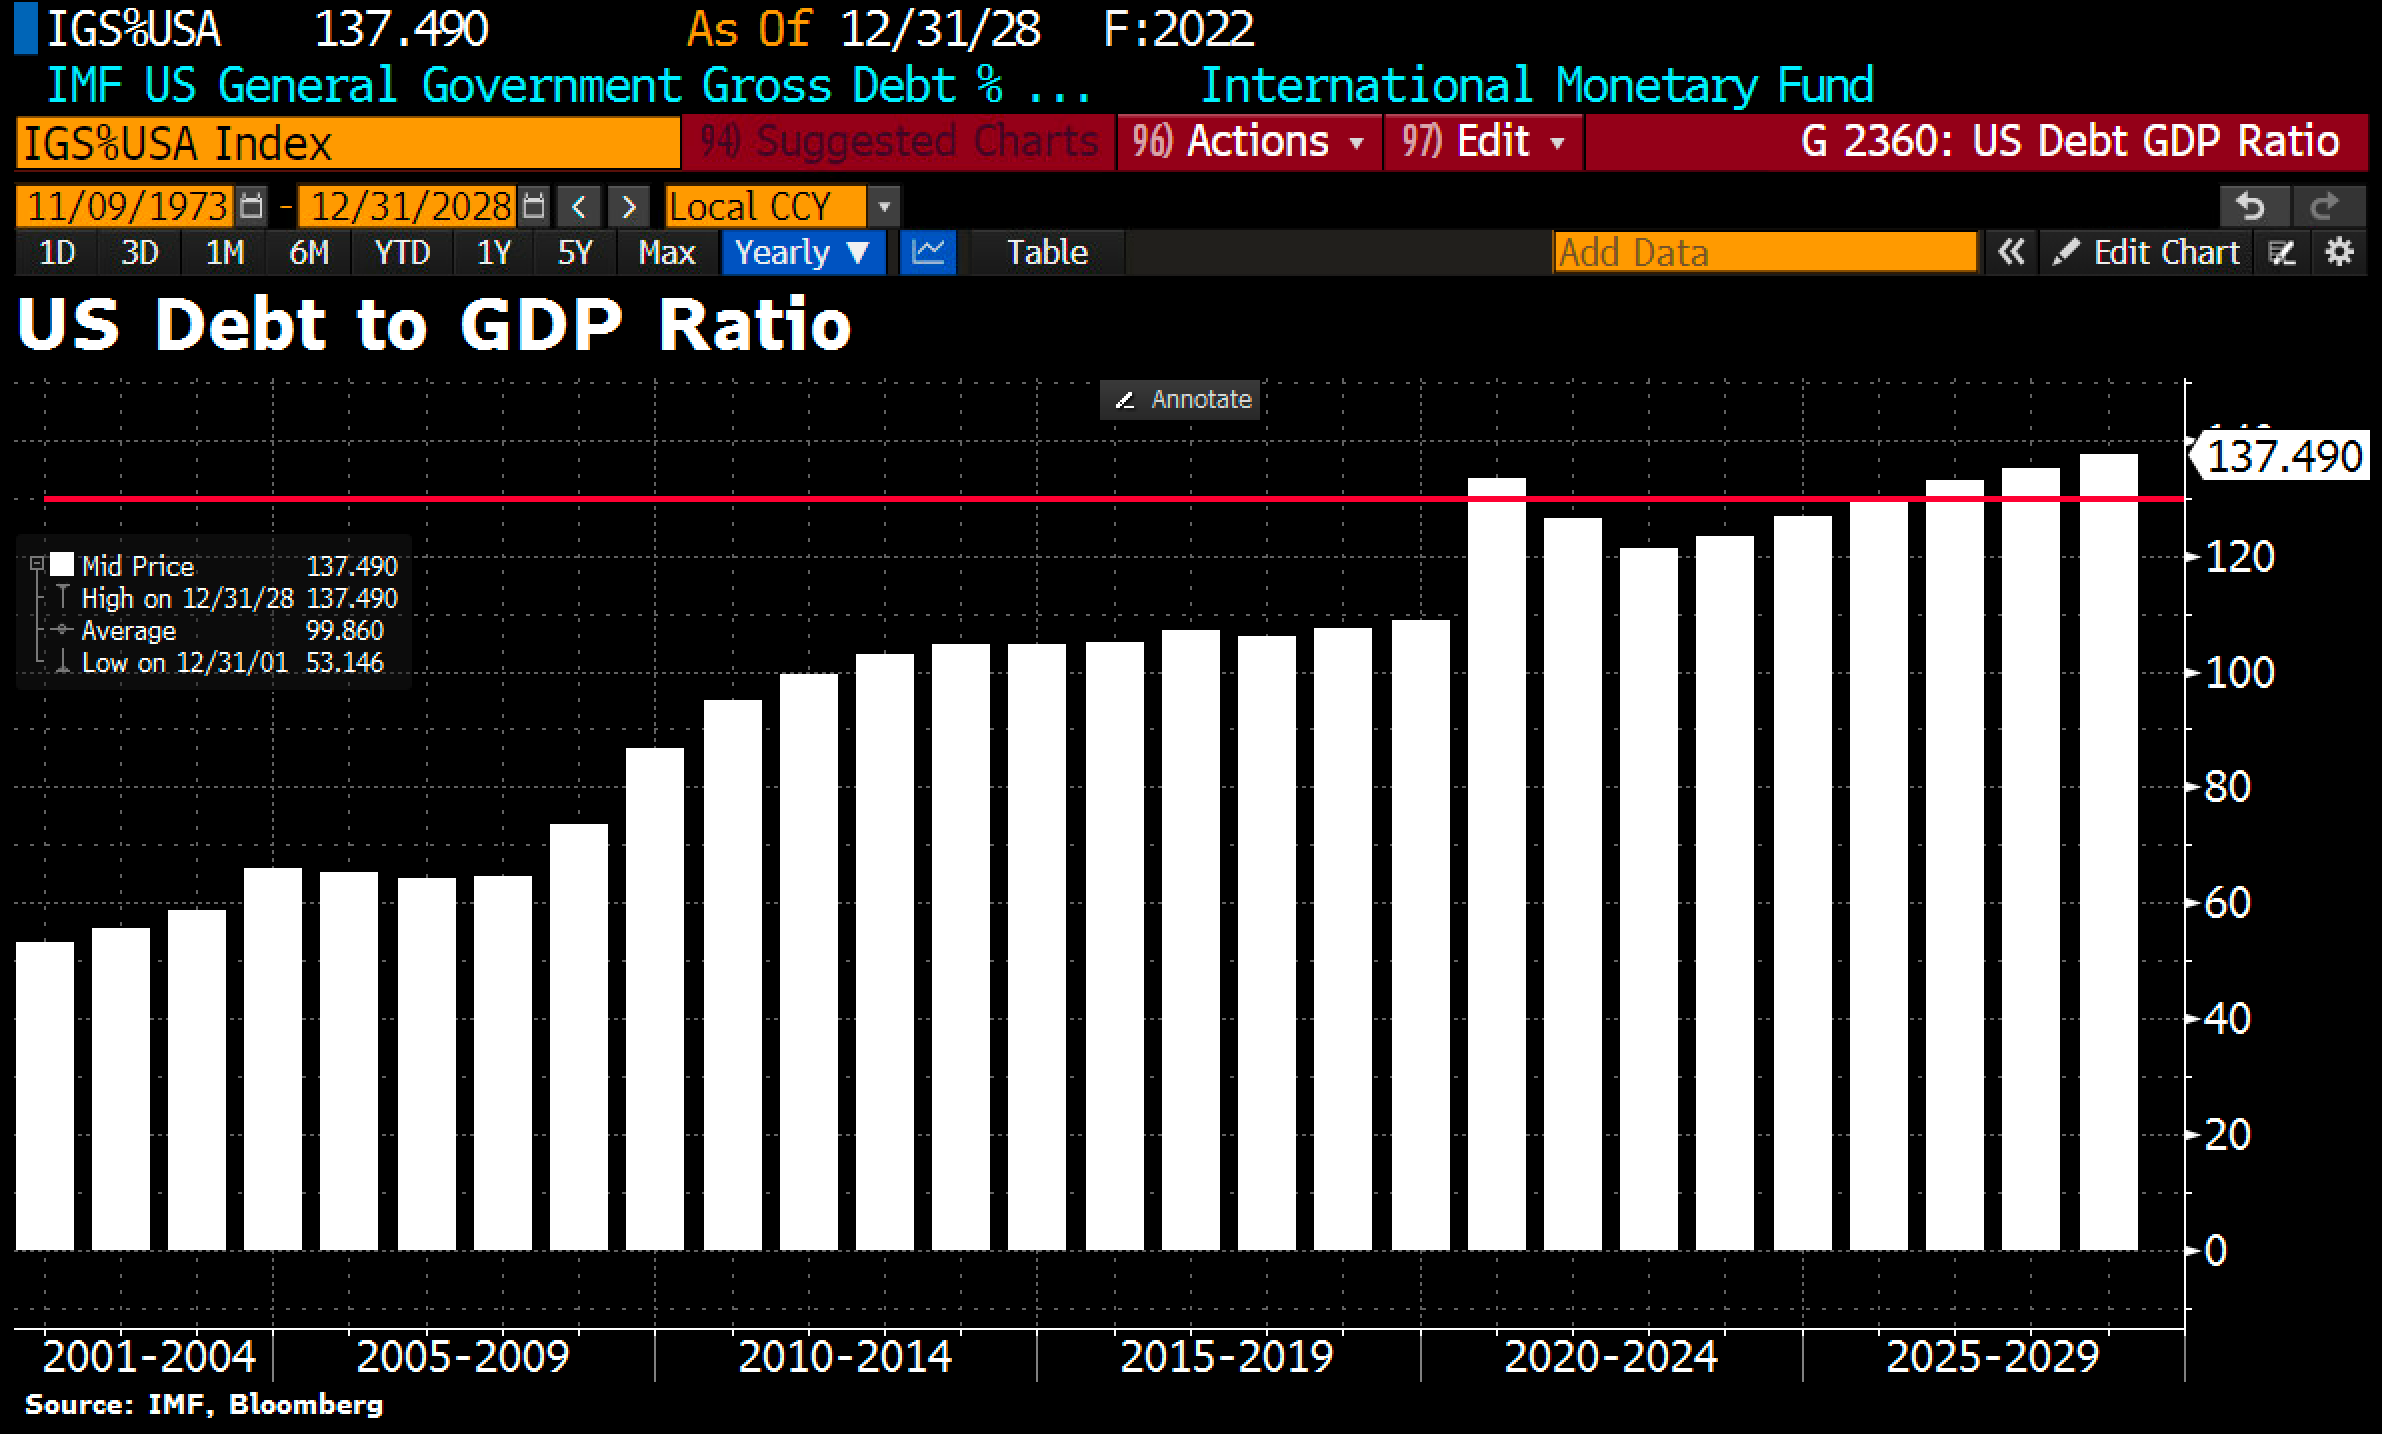 IGS%USA 137.490 As Of 12/31/28 F:2022
IMF US General Government Gross Debt % ... International Monetary Fund
IGS%USA Index 94) Suggested Charts 96) Actions 97) Edit G 2360: US Debt GDP Ratio
11/09/1973 - 12/31/2028 < > Local CCY
1D 3D 1M 6M YTD 1Y 5Y Max Yearly ▼ Table Add Data « Edit Chart
US Debt to GDP Ratio
Annotate
137.490
Mid Price 137.490
High on 12/31/28 137.490
Average 99.860
Low on 12/31/01 53.146
120
100
80
60
40
20
0
2001-2004 2005-2009 2010-2014 2015-2019 2020-2024 2025-2029
Source: IMF, Bloomberg